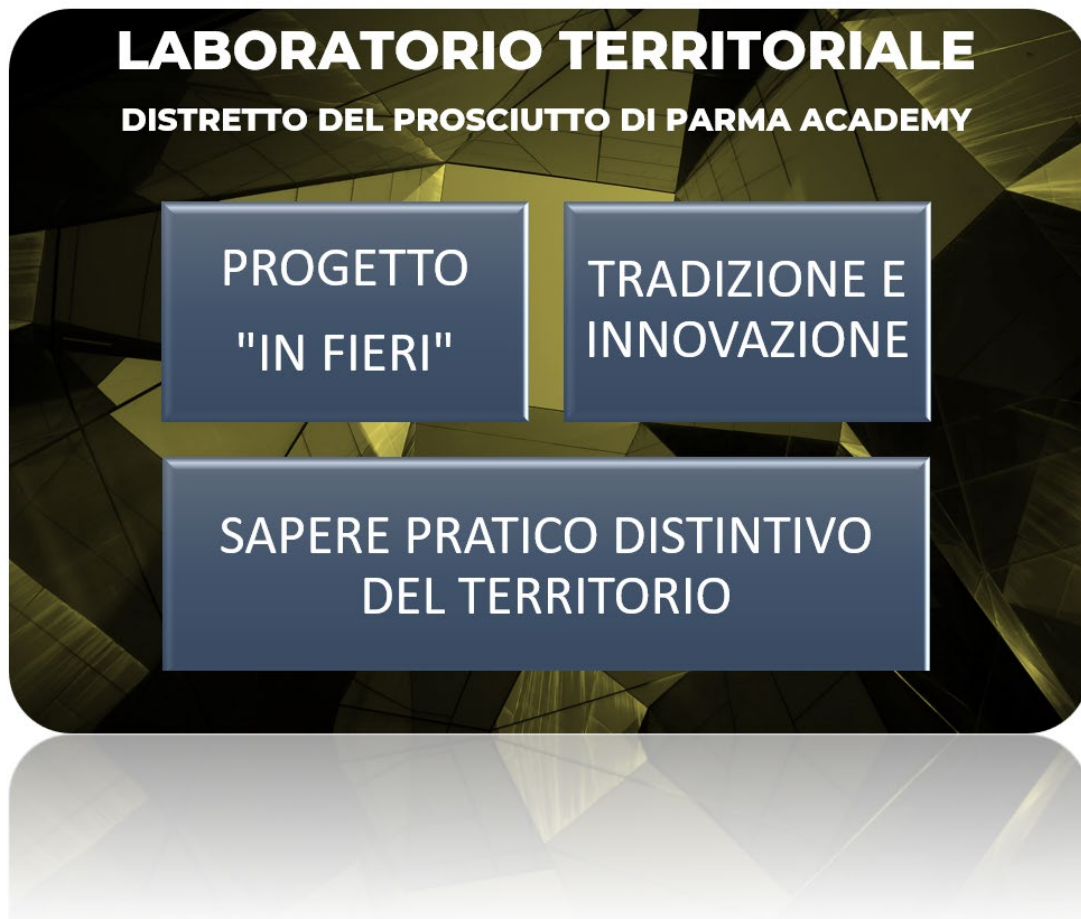 LABORATORIO TERRITORIALE
DISTRETTO DEL PROSCIUTTO DI PARMA ACADEMY
PROGETTO
"IN FIERI"
TRADIZIONE E
INNOVAZIONE
SAPERE PRATICO DISTINTIVO
DEL TERRITORIO